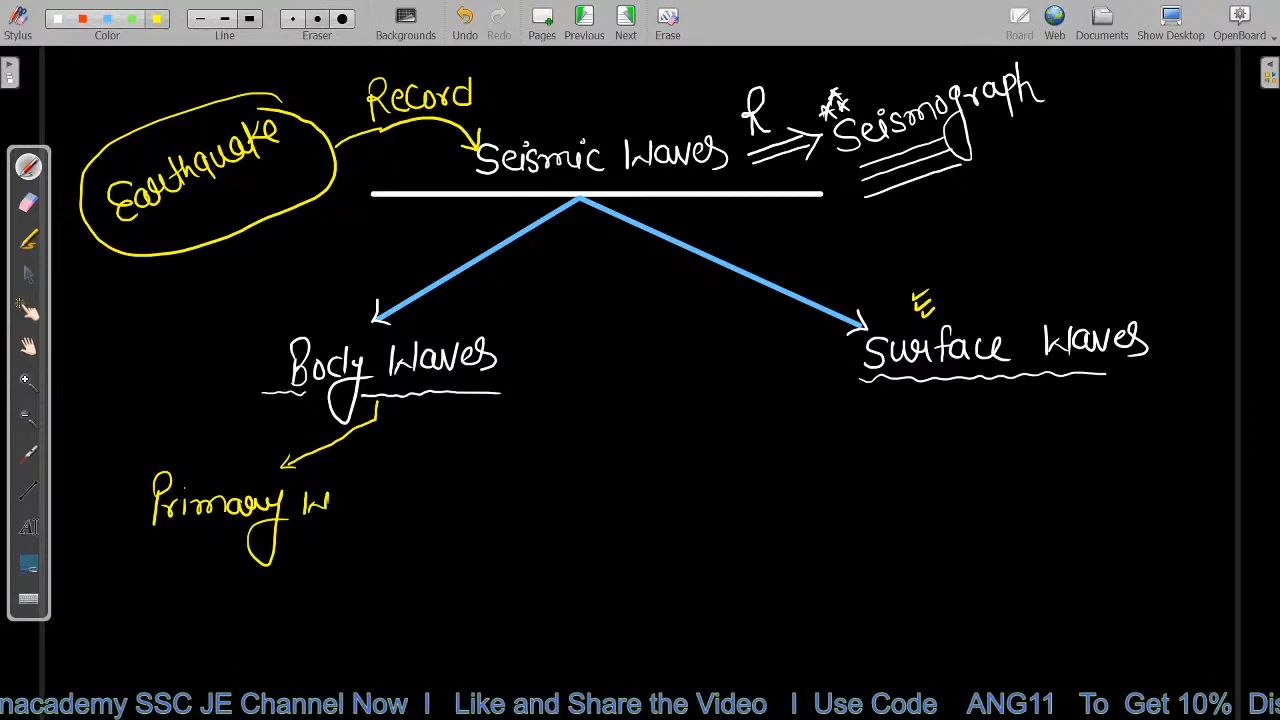 Stylus Color Line Eraser Backgrounds Undo Redo Pages Previous Next Erase Board Web Documents Show Desktop OpenBoard
Record
Earthquake
Seismic Waves R Seismograph
Body Waves
Surface Waves
Primary W
nacademy SSC JE Channel Now I Like and Share the Video I Use Code ANG11 To Get 10% Dis